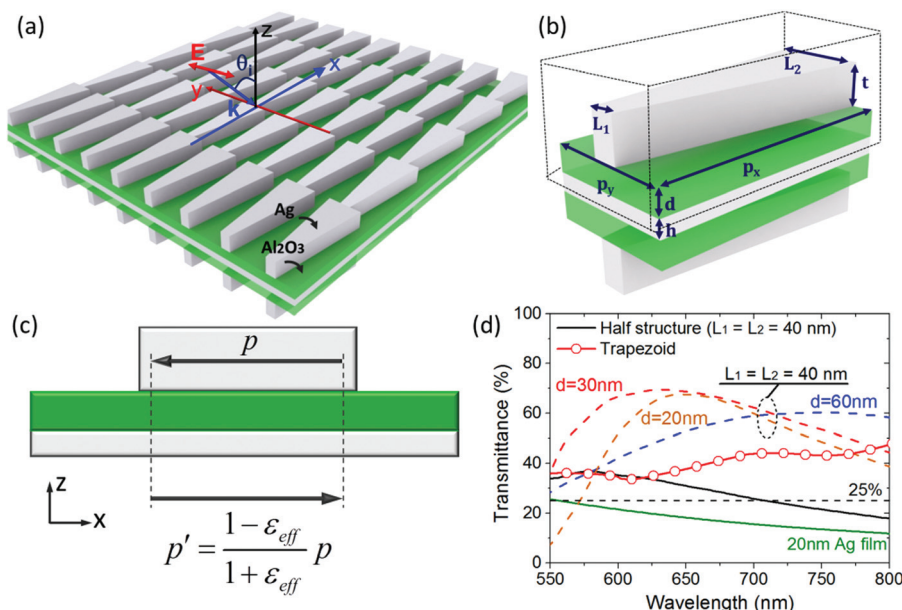 (a)
z
E
θi
x
y
k
Ag
Al2O3
(b)
L2
L1
t
px
py
d
h
(c)
p
z
x
p′ = 1 − εeff / 1 + εeff p
(d)
100
80
60
40
20
0
Transmittance (%)
Half structure (L1 = L2 = 40 nm)
Trapezoid
L1 = L2 = 40 nm
d=30nm
d=20nm
d=60nm
25%
20nm Ag film
550 600 650 700 750 800
Wavelength (nm)